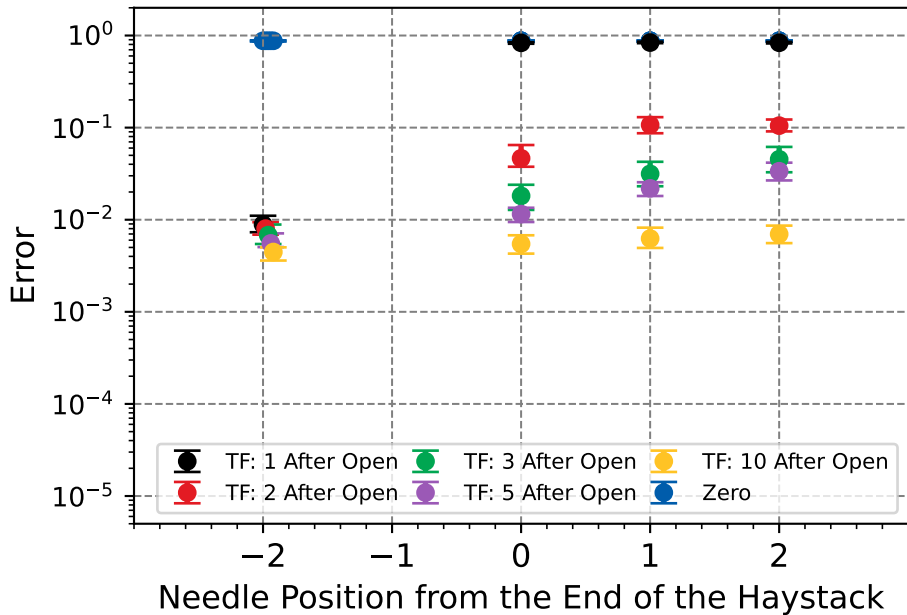 10^0
10^−1
10^−2
10^−3
10^−4
10^−5
Error
TF: 1 After Open
TF: 2 After Open
TF: 3 After Open
TF: 5 After Open
TF: 10 After Open
Zero
−2 −1 0 1 2
Needle Position from the End of the Haystack